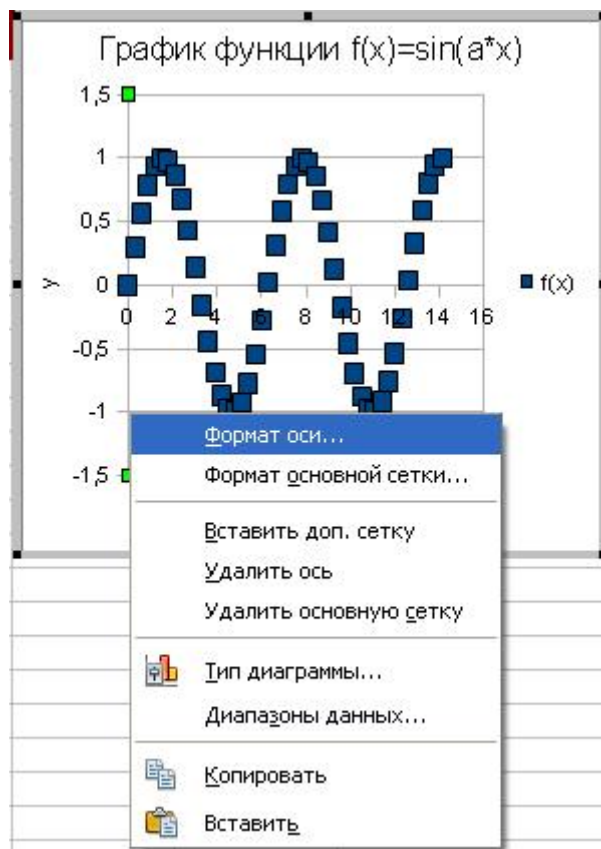 График функции f(x)=sin(a*x)
1,5
1
0,5
0
-0,5
-1
-1,5
y
0 2 4 6 8 10 12 14 16
f(x)
Формат оси...
Формат основной сетки...
Вставить доп. сетку
Удалить ось
Удалить основную сетку
Тип диаграммы...
Диапазоны данных...
Копировать
Вставить